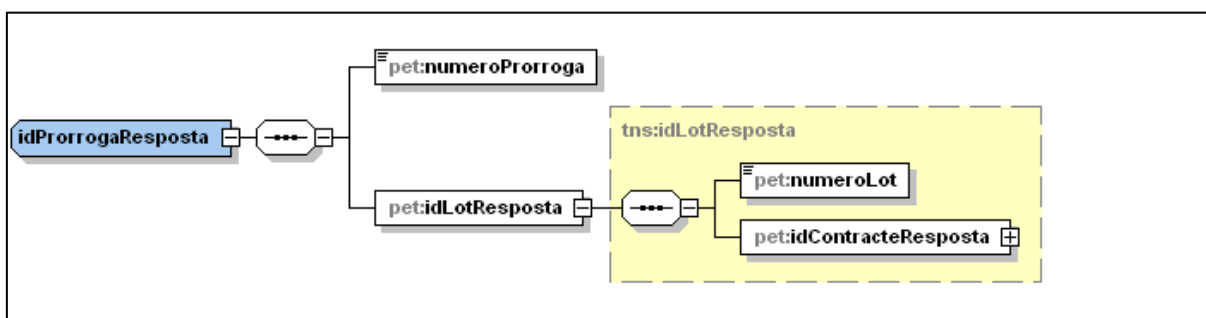 pet:numeroProrroga
idProrrogaResposta
tns:idLotResposta
pet:numeroLot
pet:idLotResposta
pet:idContracteResposta